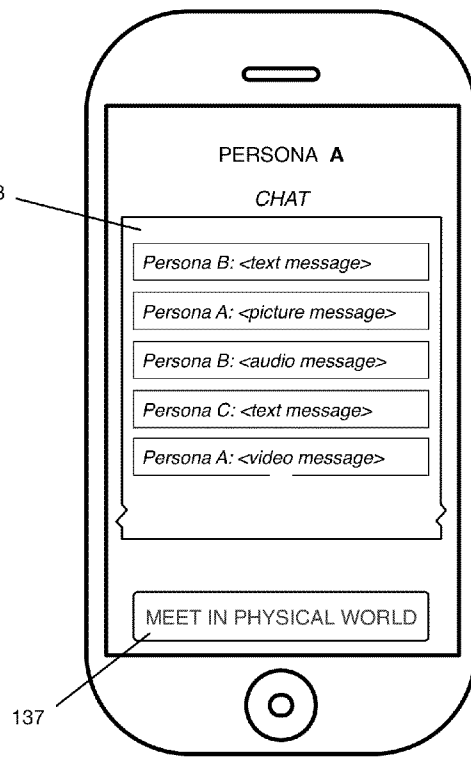 PERSONA A
CHAT
3
Persona B: <text message>
Persona A: <picture message>
Persona B: <audio message>
Persona C: <text message>
Persona A: <video message>
MEET IN PHYSICAL WORLD
137